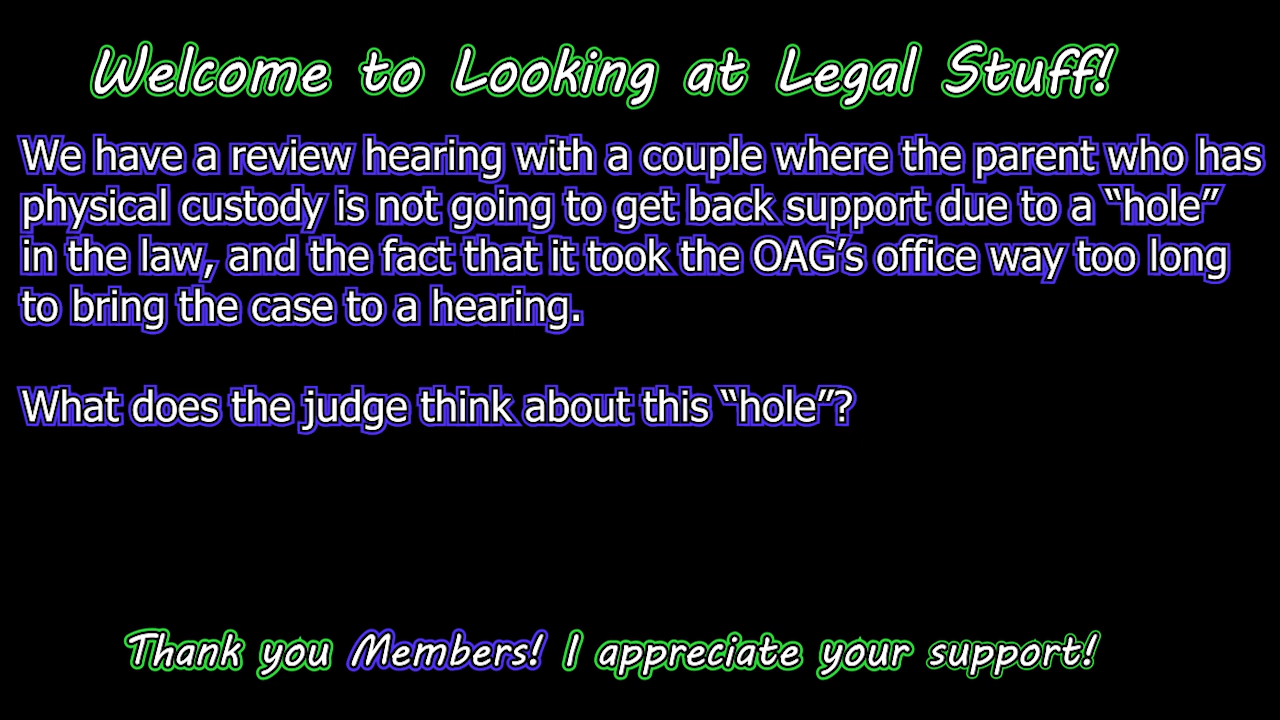 Welcome to Looking at Legal Stuff!
We have a review hearing with a couple where the parent who has
physical custody is not going to get back support due to a “hole”
in the law, and the fact that it took the OAG’s office way too long
to bring the case to a hearing.
What does the judge think about this “hole”?
Thank you Members! I appreciate your support!